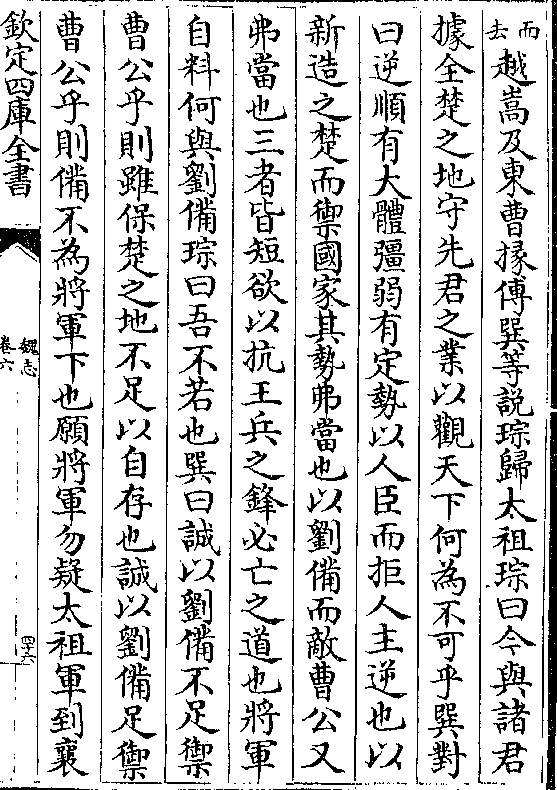 而去越嵩及東曹掾傅巽等説琮歸太祖琮曰今與諸君
據全楚之地守先君之業以觀天下何為不可乎巽對
曰逆順有大體彊弱有定勢以人臣而拒人主逆也以
新造之楚而禦國家其勢弗當也以劉備而敵曹公又
弗當也三者皆短欲以抗王兵之鋒必亡之道也將軍
自料何與劉備琮曰吾不若也巽曰誠以劉備不足禦
曹公乎則雖保楚之地不足以自存也誠以劉備足禦
曹公乎則備不為將軍下也願將軍勿疑太祖軍到襄
欽定四庫全書
魏志
卷六
四十六